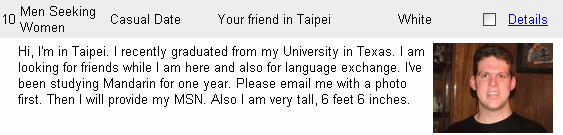 10 Men Seeking Women Casual Date Your friend in Taipei White Details
Hi, I'm in Taipei. I recently graduated from my University in Texas. I am
looking for friends while I am here and also for language exchange. I've
been studying Mandarin for one year. Please email me with a photo
first. Then I will provide my MSN. Also I am very tall, 6 feet 6 inches.